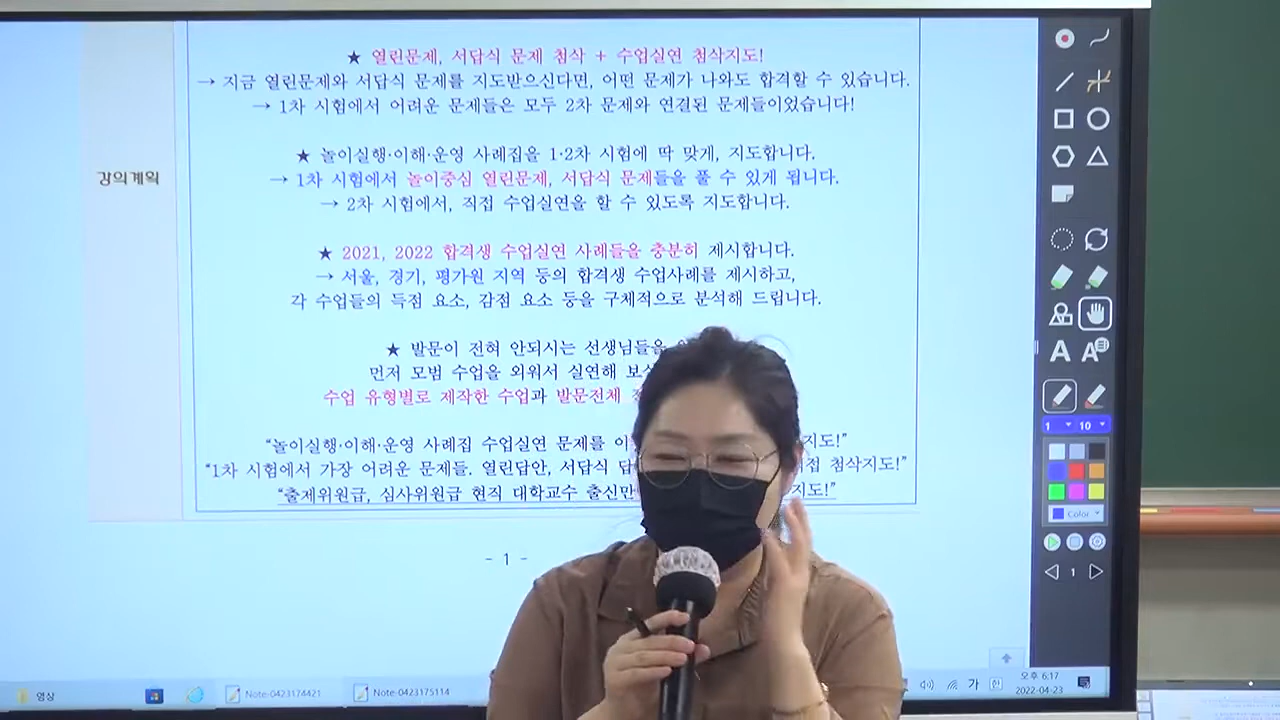 ★ 열린문제, 서답식 문제 첨삭 + 수업실연 첨삭지도!
→ 지금 열린문제와 서답식 문제를 지도받으신다면, 어떤 문제가 나와도 합격할 수 있습니다.
→ 1차 시험에서 어려운 문제들은 모두 2차 문제와 연결된 문제들이었습니다!
★ 놀이실행·이해·운영 사례집을 1·2차 시험에 딱 맞게, 지도합니다.
강의계획
→ 1차 시험에서 놀이중심 열린문제, 서답식 문제들을 풀 수 있게 됩니다.
→ 2차 시험에서, 직접 수업실연을 할 수 있도록 지도합니다.
★ 2021, 2022 합격생 수업실연 사례들을 충분히 제시합니다.
→ 서울, 경기, 평가원 지역 등의 합격생 수업사례를 제시하고,
각 수업들의 득점 요소, 감점 요소 등을 구체적으로 분석해 드립니다.
★ 발문이 전혀 안되시는 선생님들을
먼저 모범 수업을 외워서 실연해
수업 유형별로 제작한 수업과 발문전체
“놀이실행·이해·운영 사례집 수업실연 문제를 지도!”
“1차 시험에서 가장 어려운 문제들. 열린답안, 서답식 첨삭지도!”
“출제위원급, 심사위원급 현직 대학교수 출신만 지도!”
- 1 -
A A
1 10
Color
1
영상
Note-0423174421
Note-0423175114
가 한
오후 6:17
2022-04-23